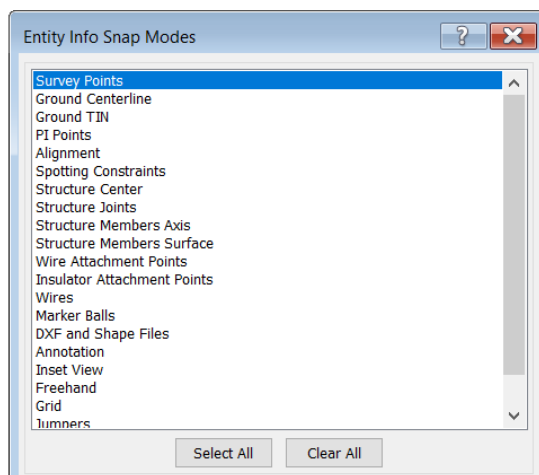 Entity Info Snap Modes
Survey Points
Ground Centerline
Ground TIN
PI Points
Alignment
Spotting Constraints
Structure Center
Structure Joints
Structure Members Axis
Structure Members Surface
Wire Attachment Points
Insulator Attachment Points
Wires
Marker Balls
DXF and Shape Files
Annotation
Inset View
Freehand
Grid
Jumpers
Select All Clear All